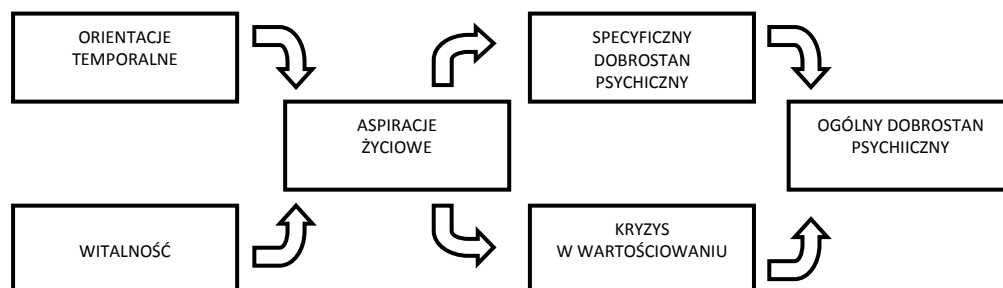 ORIENTACJE
TEMPORALNE
SPECYFICZNY
DOBROSTAN
PSYCHICZNY
ASPIRACJE
ŻYCIOWE
OGÓLNY DOBROSTAN
PSYCHIICZNY
WITALNOŚĆ
KRYZYS
W WARTOŚCIOWANIU